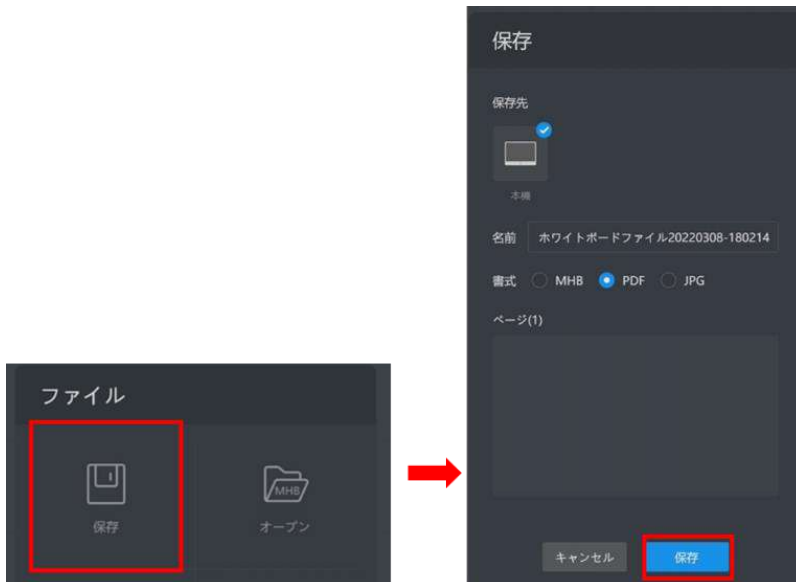 ファイル
保存
MHB
オープン
保存
保存先
本機
名前 ホワイトボードファイル20220308-180214
書式 MHB PDF JPG
ページ(1)
キャンセル 保存